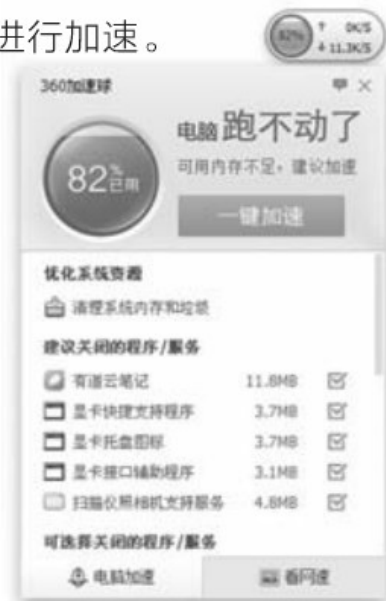 进行加速。
82%
↑ 0K/S
↓ 11.3K/S
360加速球
电脑跑不动了
82%已用
可用内存不足,建议加速
一键加速
优化系统资源
清理系统内存和垃圾
建议关闭的程序/服务
有道云笔记 11.8MB
显卡快捷支持程序 3.7MB
显卡托盘图标 3.7MB
显卡接口辅助程序 3.1MB
扫描仪照相机支持服务 4.8MB
可选择关闭的程序/服务
电脑加速 看网速